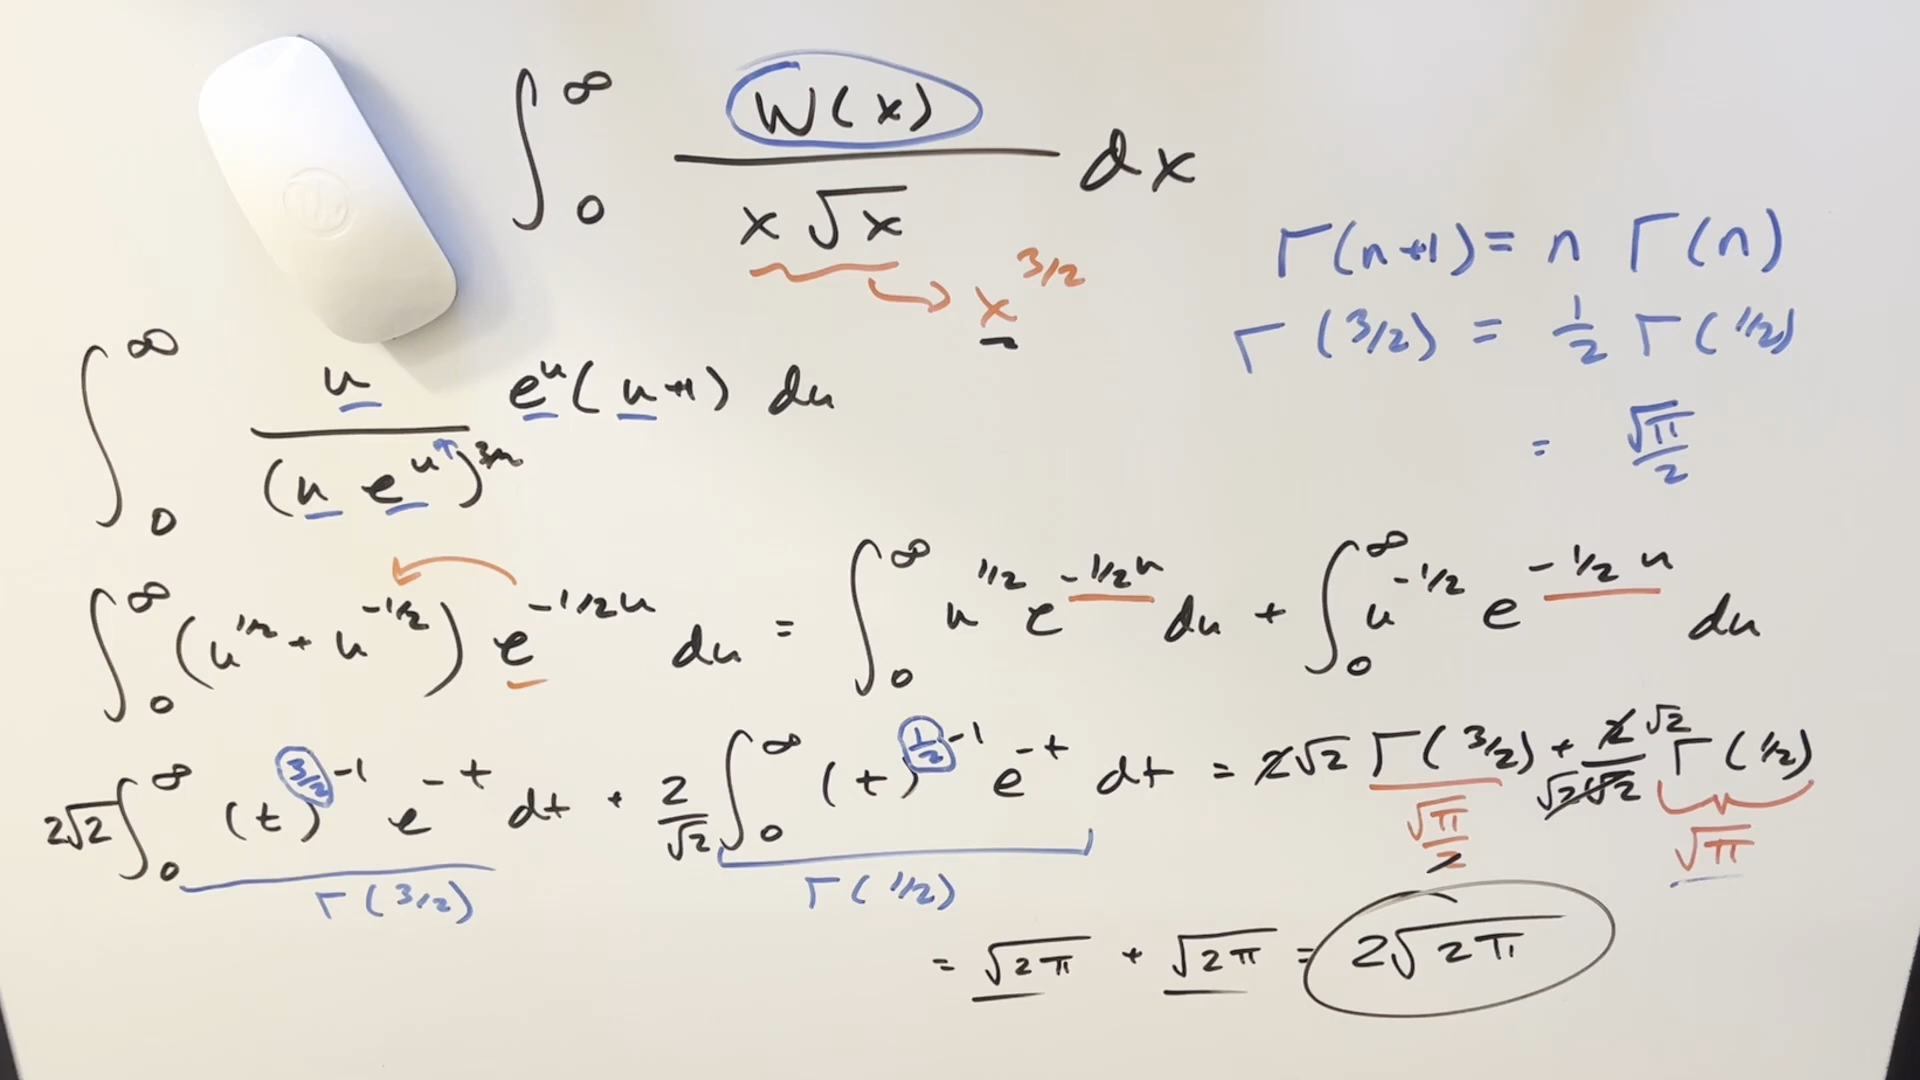 ∫₀^∞ W(x) / (x√x) dx
→ x^(3/2)
Γ(n+1) = n Γ(n)
Γ(3/2) = 1/2 Γ(1/2)
= √π/2
∫₀^∞ u / (u e^u)^(3/2) e^u (u+1) du
∫₀^∞ (u^(1/2) + u^(-1/2)) e^(-1/2 u) du = ∫₀^∞ u^(1/2) e^(-1/2 u) du + ∫₀^∞ u^(-1/2) e^(-1/2 u) du
2√2 ∫₀^∞ (t)^(3/2 -1) e^(-t) dt + 2/√2 ∫₀^∞ (t)^(1/2 -1) e^(-t) dt = 2√2 Γ(3/2) + 2√2/(√2 √2) Γ(1/2)
Γ(3/2) Γ(1/2) √π/2 √π
= √2π + √2π = 2√2π